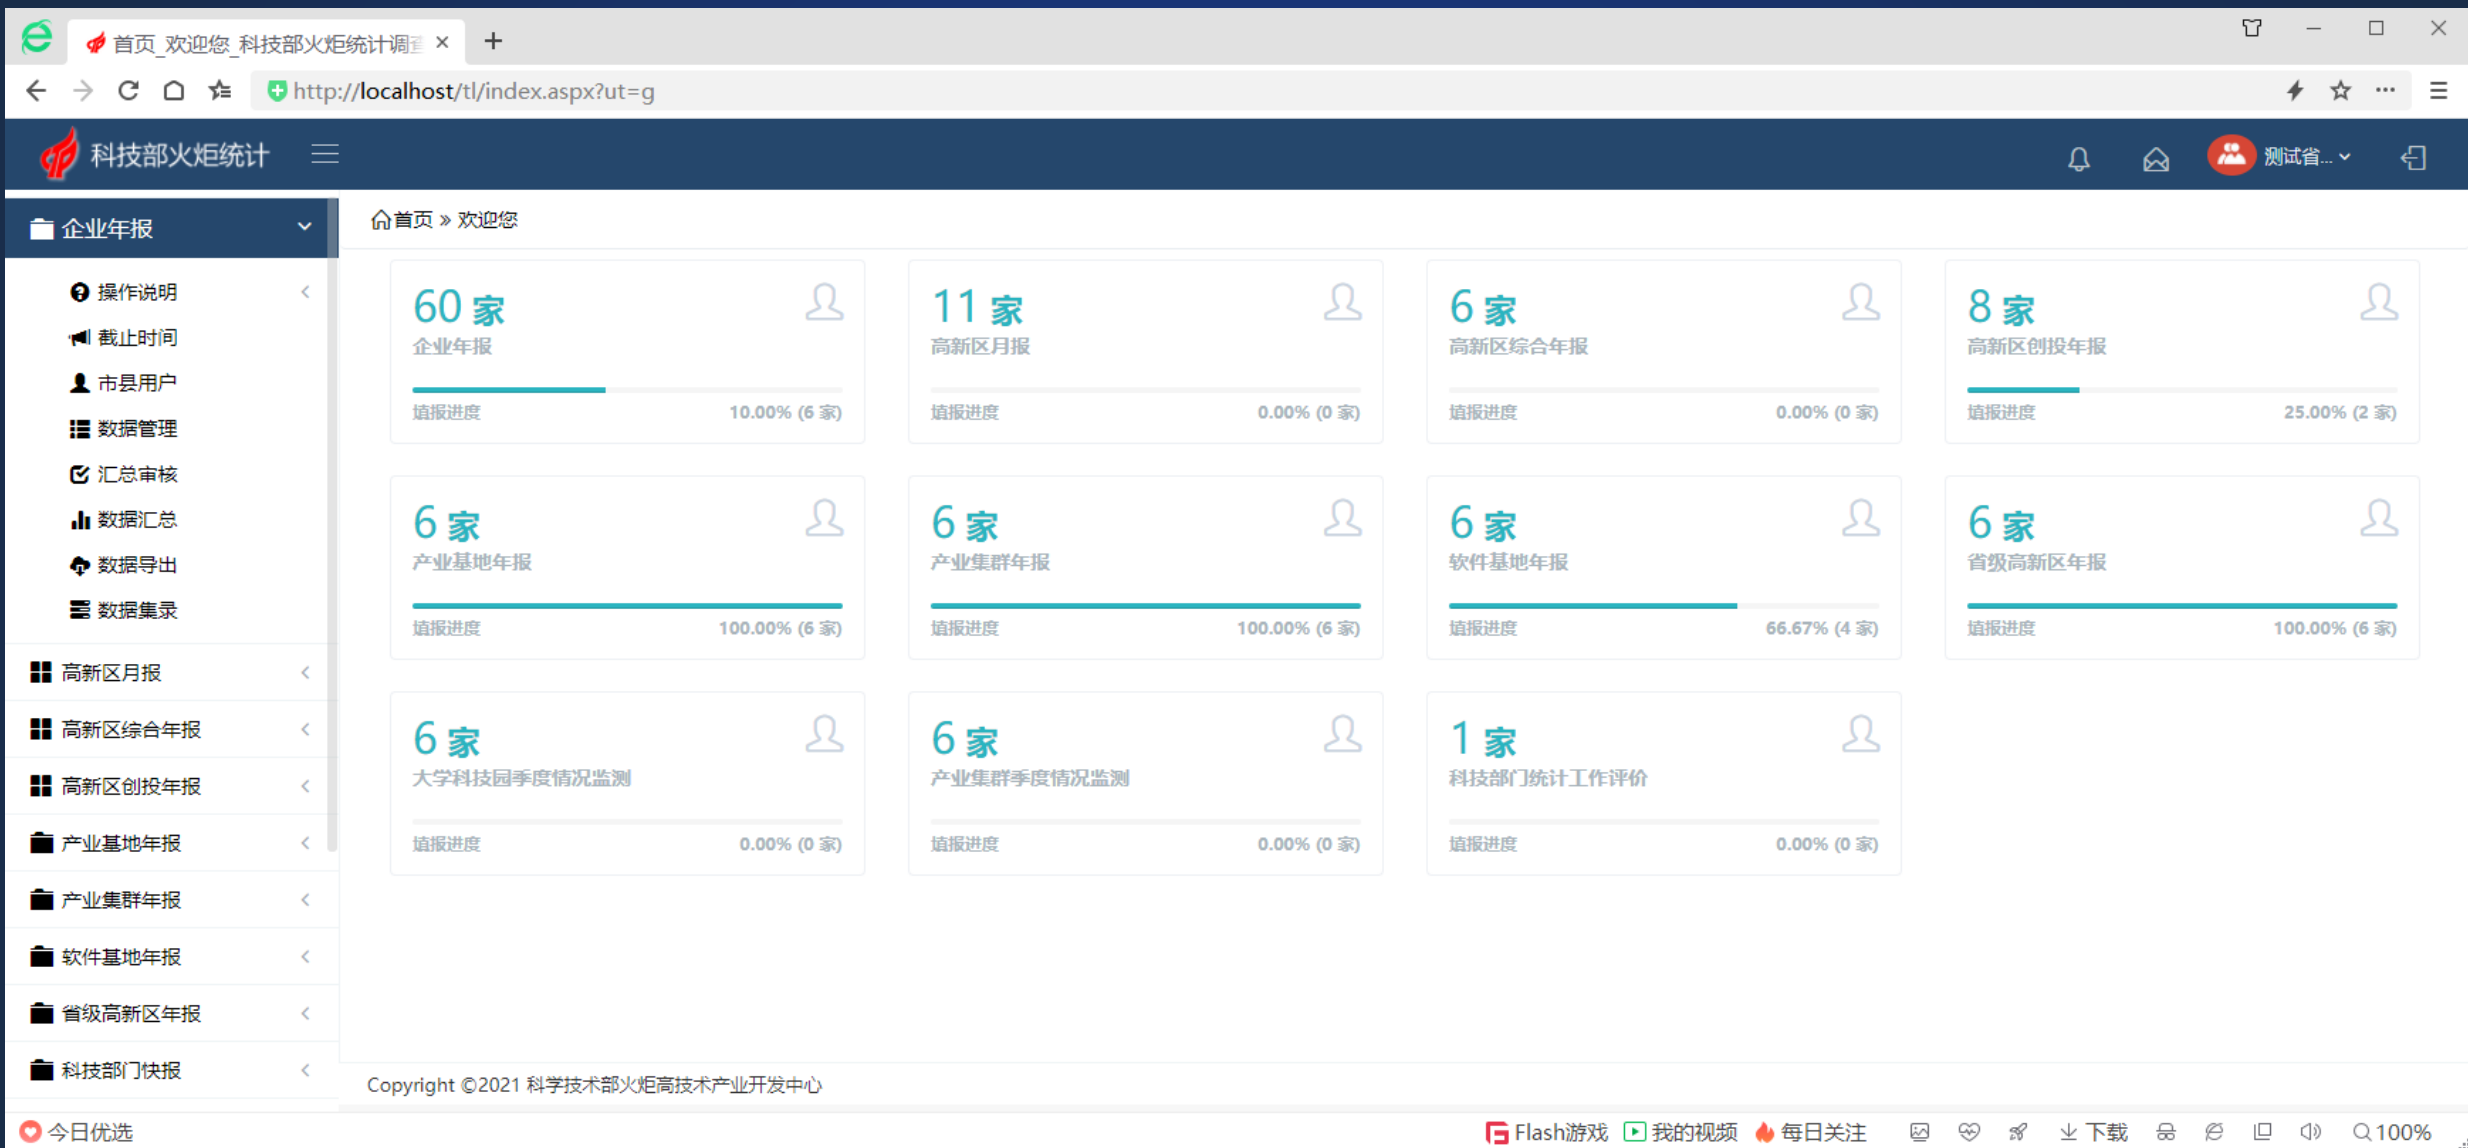 首页_欢迎您_科技部火炬统计调查
http://localhost/tl/index.aspx?ut=g
科技部火炬统计
测试省...
企业年报
操作说明
截止时间
市县用户
数据管理
汇总审核
数据汇总
数据导出
数据集录
高新区月报
高新区综合年报
高新区创投年报
产业基地年报
产业集群年报
软件基地年报
省级高新区年报
科技部门快报
首页 » 欢迎您
60 家
企业年报
填报进度 10.00% (6 家)
11 家
高新区月报
填报进度 0.00% (0 家)
6 家
高新区综合年报
填报进度 0.00% (0 家)
8 家
高新区创投年报
填报进度 25.00% (2 家)
6 家
产业基地年报
填报进度 100.00% (6 家)
6 家
产业集群年报
填报进度 100.00% (6 家)
6 家
软件基地年报
填报进度 66.67% (4 家)
6 家
省级高新区年报
填报进度 100.00% (6 家)
6 家
大学科技园季度情况监测
填报进度 0.00% (0 家)
6 家
产业集群季度情况监测
填报进度 0.00% (0 家)
1 家
科技部门统计工作评价
填报进度 0.00% (0 家)
Copyright ©2021 科学技术部火炬高技术产业开发中心
今日优选
Flash游戏 我的视频 每日关注 下载 100%